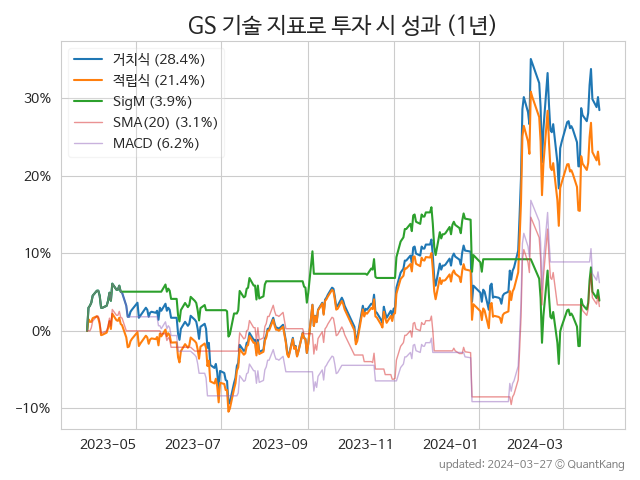 GS 기술 지표로 투자 시 성과 (1년)
거치식 (28.4%)
적립식 (21.4%)
SigM (3.9%)
SMA(20) (3.1%)
MACD (6.2%)
30%
20%
10%
0%
−10%
2023-05 2023-07 2023-09 2023-11 2024-01 2024-03
updated: 2024-03-27 © QuantKang